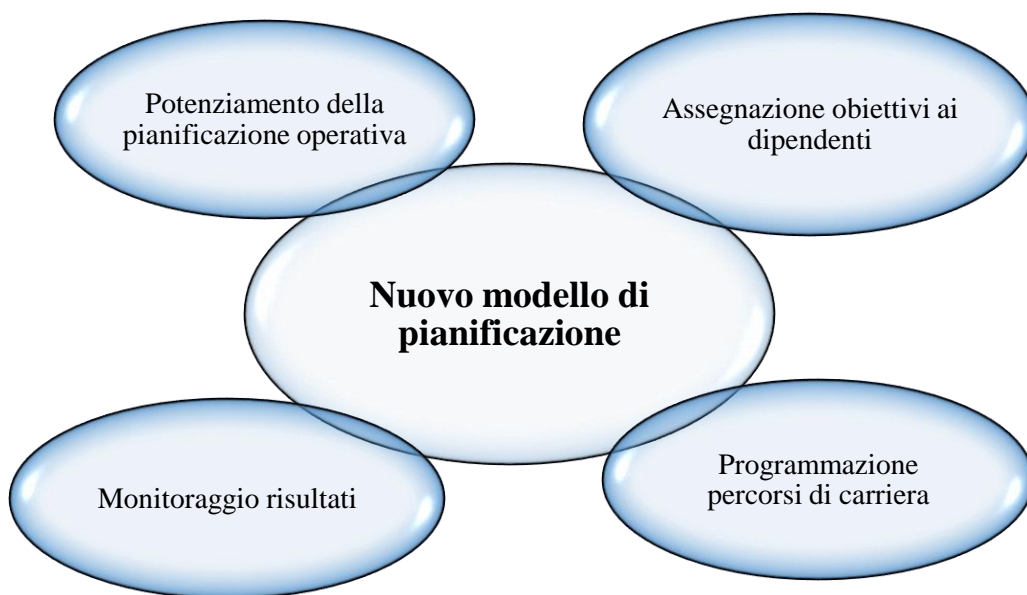 Potenziamento della
pianificazione operativa
Assegnazione obiettivi ai
dipendenti
Nuovo modello di
pianificazione
Monitoraggio risultati
Programmazione
percorsi di carriera